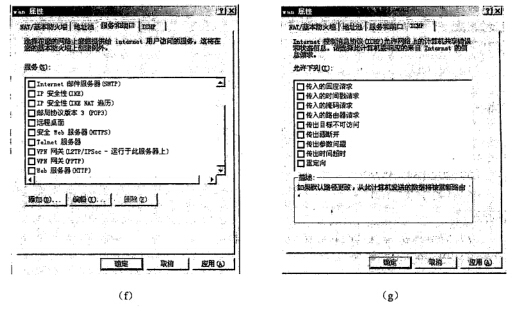 wan 属性
NAT/基本防火墙 地址池 服务和端口 ICMP
选择在您的网络上能提供给 internet 用户访问的服务。这将在
您的基本防火墙上创建例外。
服务(V):
Internet 邮件服务器(SMTP)
IP 安全性(IKE)
IP 安全性(IKE NAT 遍历)
邮局协议版本 3 (POP3)
远程桌面
安全 Web 服务器(HTTPS)
Telnet 服务器
VPN 网关(L2TP/IPSec - 运行于此服务器上)
VPN 网关(PPTP)
Web 服务器(HTTP)
添加(D)... 编辑(E)... 删除(T)
确定 取消 应用(A)
(f)
wan 属性
NAT/基本防火墙 地址池 服务和端口 ICMP
Internet 控制消息协议(ICMP)允许网络上的计算机共享错误
和状态信息。请选择此计算机要响应的来自 Internet 的信
息请求。
允许下列(E):
传入的回应请求
传入的时间戳请求
传入的掩码请求
传入的路由器请求
传出目标不可访问
传出源断开
传出参数问题
传出时间超时
重定向
描述:
如果默认路径更改，从此计算机发送的数据将被重新路由
确定 取消 应用(A)
(g)